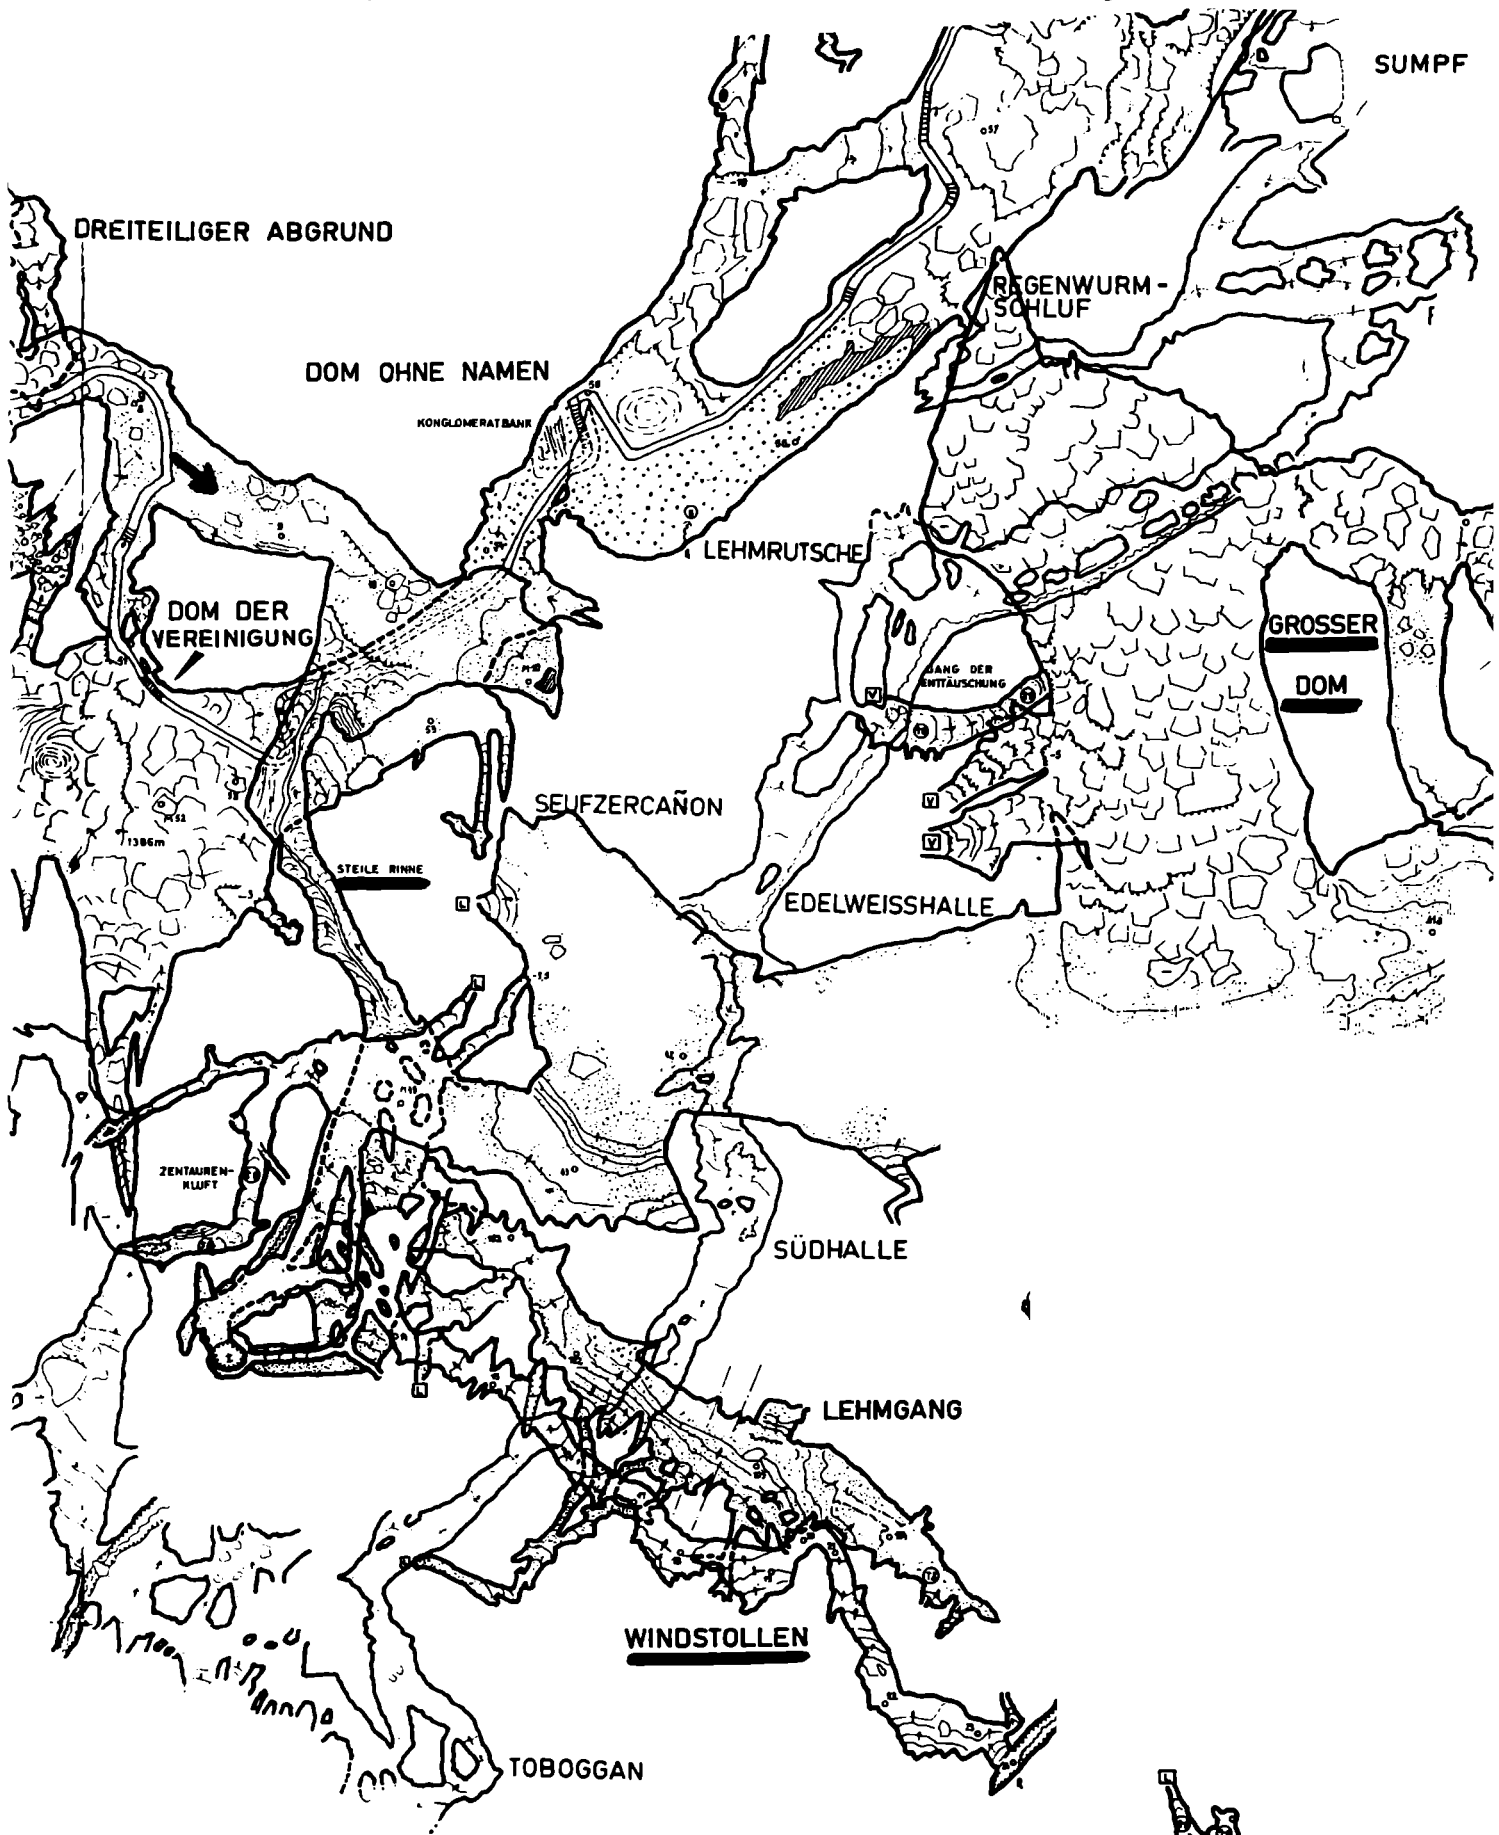 SUMPF
DREITEILIGER ABGRUND
REGENWURM-
SCHLUF
DOM OHNE NAMEN
KONGLOMERATBANK
LEHMRUTSCHE
DOM DER
VEREINIGUNG
GROSSER
DOM
GANG DER
ENTTÄUSCHUNG
SEUFZERCAÑON
1386m
STEILE RINNE
EDELWEISSHALLE
ZENTAUREN-
KLUFT
SÜDHALLE
LEHMGANG
WINDSTOLLEN
TOBOGGAN